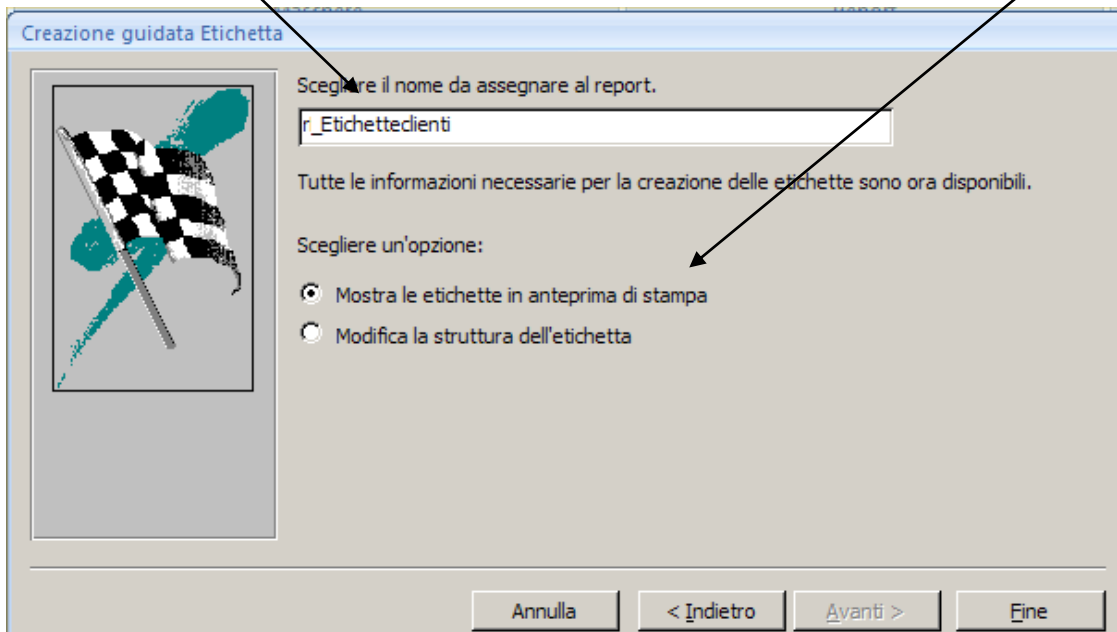 Creazione guidata Etichetta
Scegliere il nome da assegnare al report.
r_Etichetteclienti
Tutte le informazioni necessarie per la creazione delle etichette sono ora disponibili.
Scegliere un'opzione:
Mostra le etichette in anteprima di stampa
Modifica la struttura dell'etichetta
Annulla < Indietro Avanti > Fine